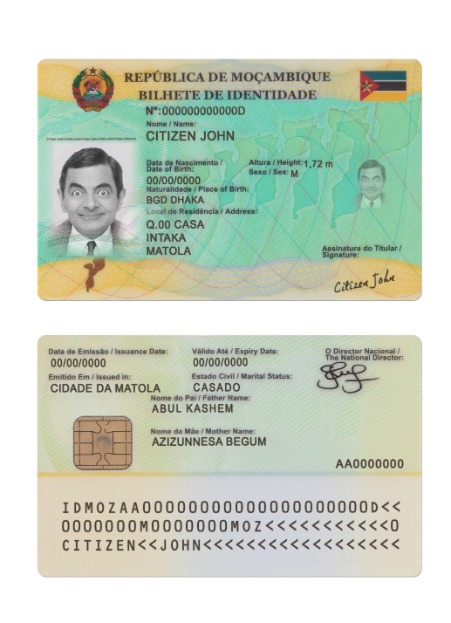 REPÚBLICA DE MOÇAMBIQUE
BILHETE DE IDENTIDADE
Nº:000000000000D
Nome / Name:
CITIZEN JOHN
Data de Nascimento /
Date of Birth:
00/00/0000
Altura / Height: 1,72 m
Sexo / Sex: M
Naturalidade / Place of Birth:
BGD DHAKA
Local de Residência / Address:
Q.00 CASA
INTAKA
MATOLA
Assinatura do Titular /
Signature:
Citizen John
Data de Emissão / Issuance Date:
00/00/0000
Válido Até / Expiry Date:
00/00/0000
O Director Nacional /
The National Director:
Emitido Em / Issued In:
CIDADE DA MATOLA
Estado Civil / Marital Status:
CASADO
Nome do Pai / Father Name:
ABUL KASHEM
Nome da Mão / Mother Name:
AZIZUNNESA BEGUM
AA0000000
IDMOZAA00000000000000000000000D<<
0000000M0000000MOZ<<<<<<<<<<<0
CITIZEN<<JOHN<<<<<<<<<<<<<<<<<